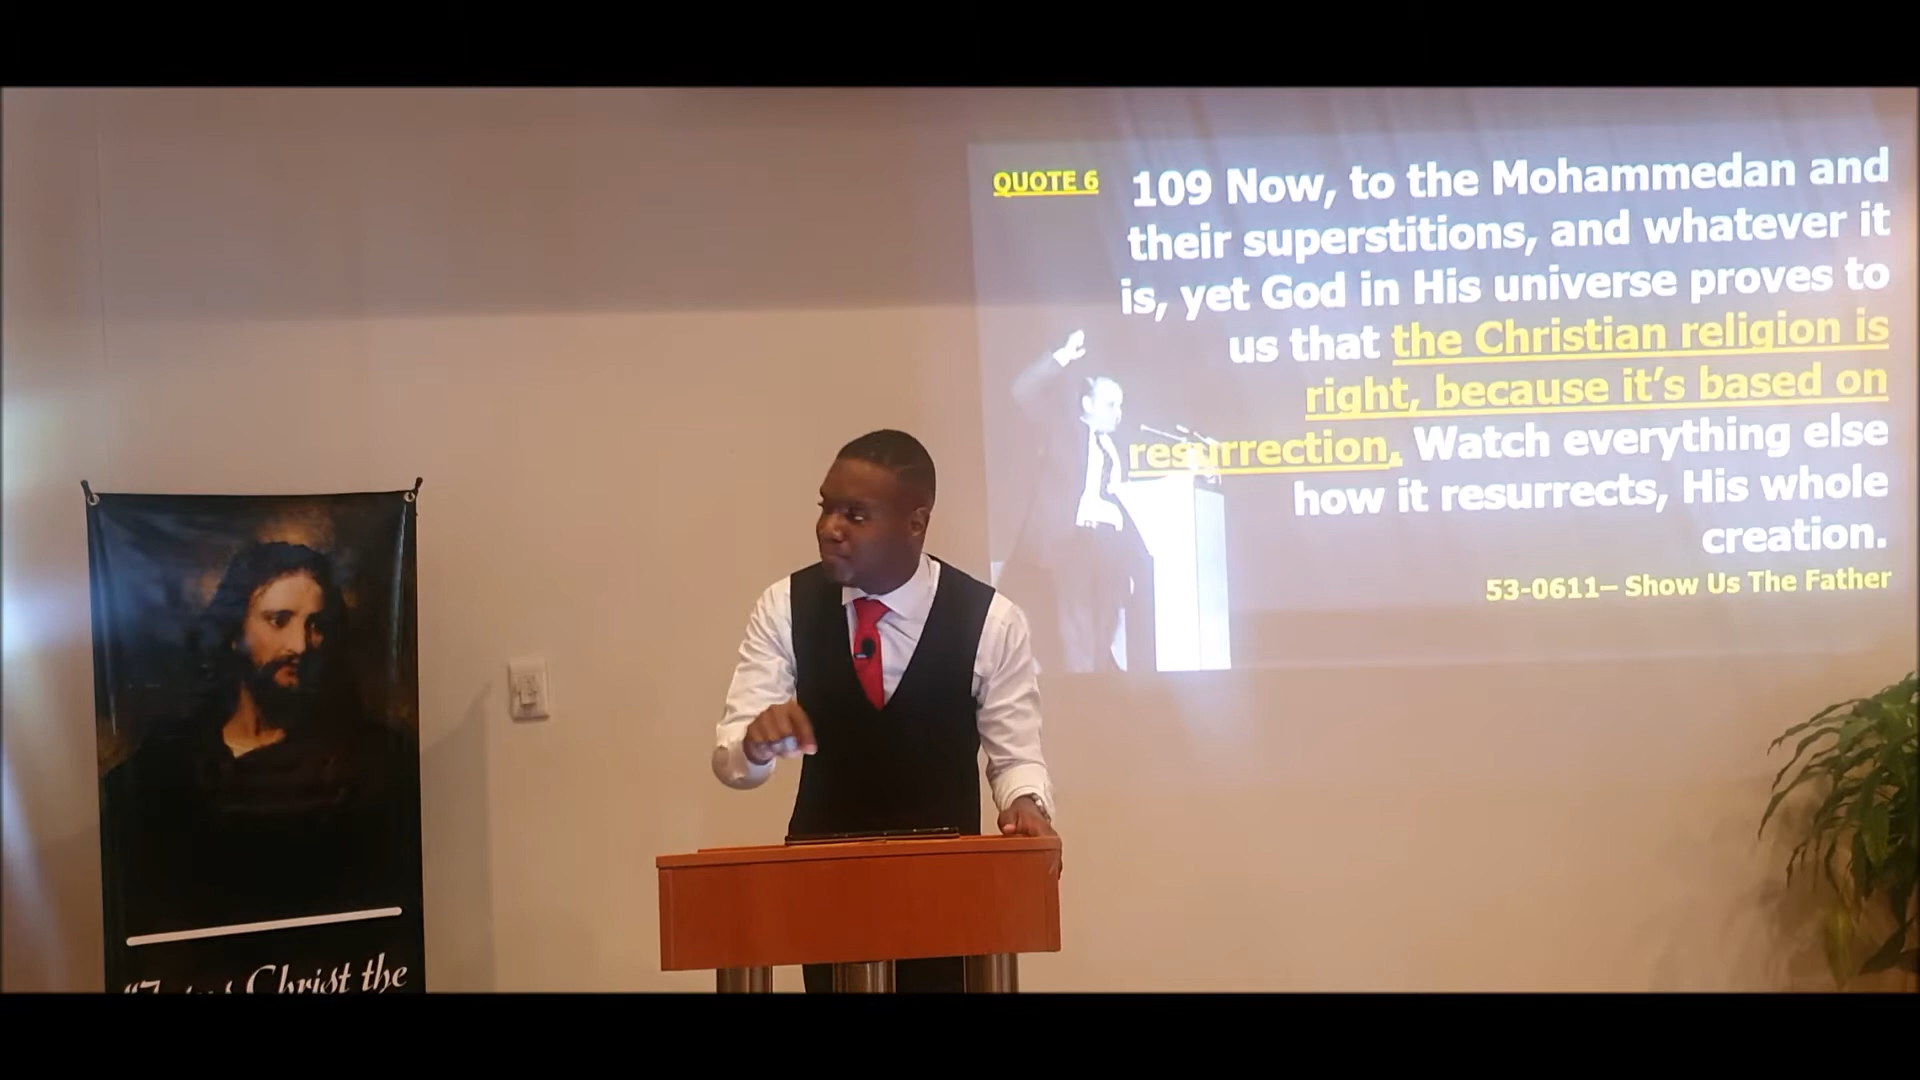 QUOTE 6
109 Now, to the Mohammedan and
their superstitions, and whatever it
is, yet God in His universe proves to
us that the Christian religion is
right, because it’s based on
resurrection. Watch everything else
how it resurrects, His whole
creation.
53-0611– Show Us The Father
Christ the